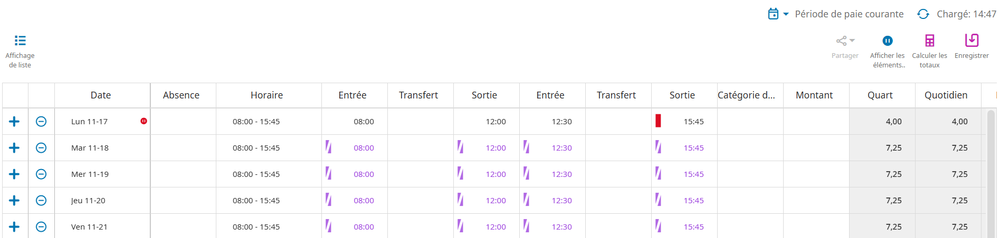 Période de paie courante Chargé: 14:47
Affichage de liste Partager Afficher les éléments.. Calculer les totaux Enregistrer
Date Absence Horaire Entrée Transfert Sortie Entrée Transfert Sortie Catégorie d... Montant Quart Quotidien
Lun 11-17 08:00 - 15:45 08:00 12:00 12:30 15:45 4,00 4,00
Mar 11-18 08:00 - 15:45 08:00 12:00 12:30 15:45 7,25 7,25
Mer 11-19 08:00 - 15:45 08:00 12:00 12:30 15:45 7,25 7,25
Jeu 11-20 08:00 - 15:45 08:00 12:00 12:30 15:45 7,25 7,25
Ven 11-21 08:00 - 15:45 08:00 12:00 12:30 15:45 7,25 7,25